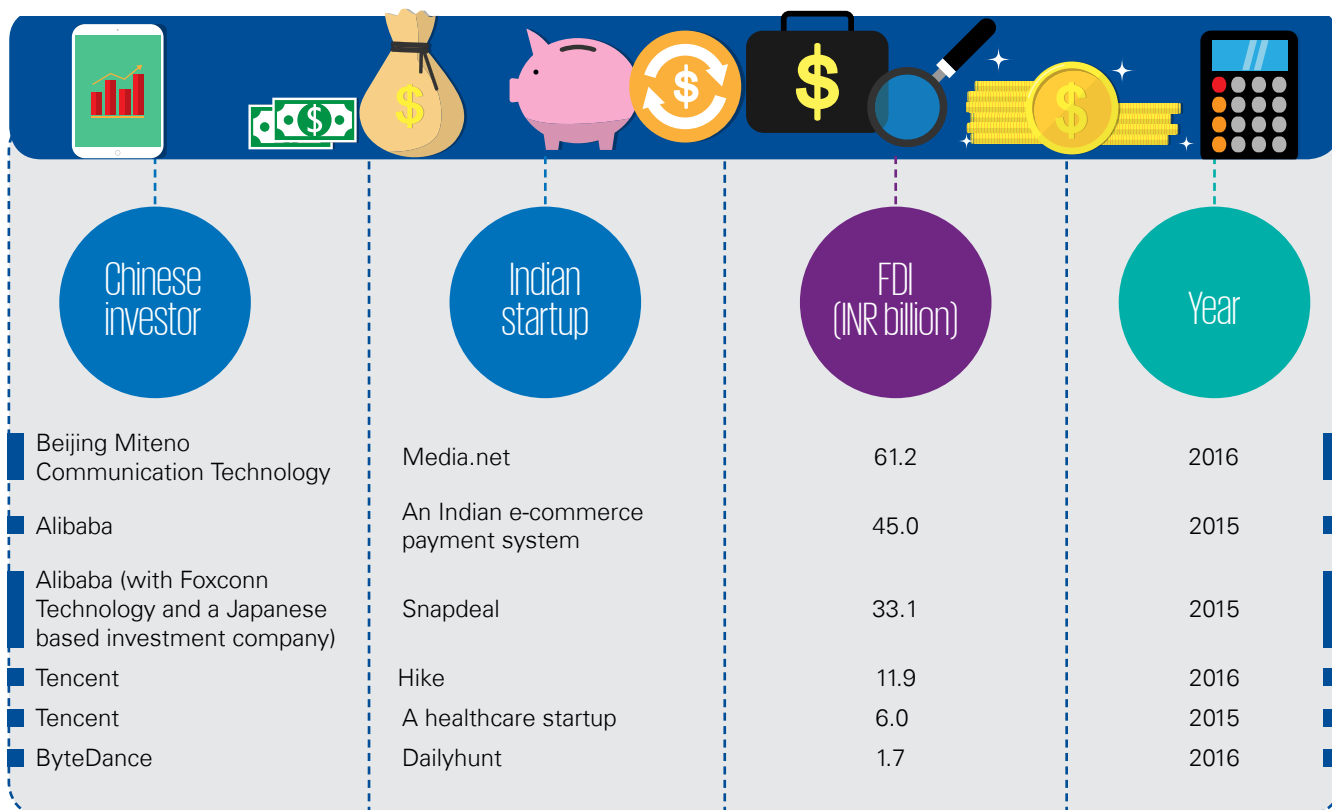 Chinese
investor
Indian
startup
FDI
(INR billion)
Year
Beijing Miteno
Communication Technology
Media.net
61.2
2016
Alibaba
An Indian e-commerce
payment system
45.0
2015
Alibaba (with Foxconn
Technology and a Japanese
based investment company)
Snapdeal
33.1
2015
Tencent
Hike
11.9
2016
Tencent
A healthcare startup
6.0
2015
ByteDance
Dailyhunt
1.7
2016